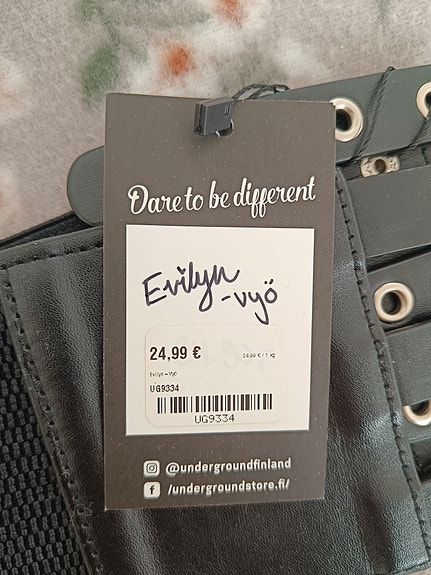 Dare to be different
Evilyn
-vyö
24,99 €
24,99 € / 1 kg
Evilyn - vyö
UG9334
UG9334
@undergroundfinland
/undergroundstore.fi/